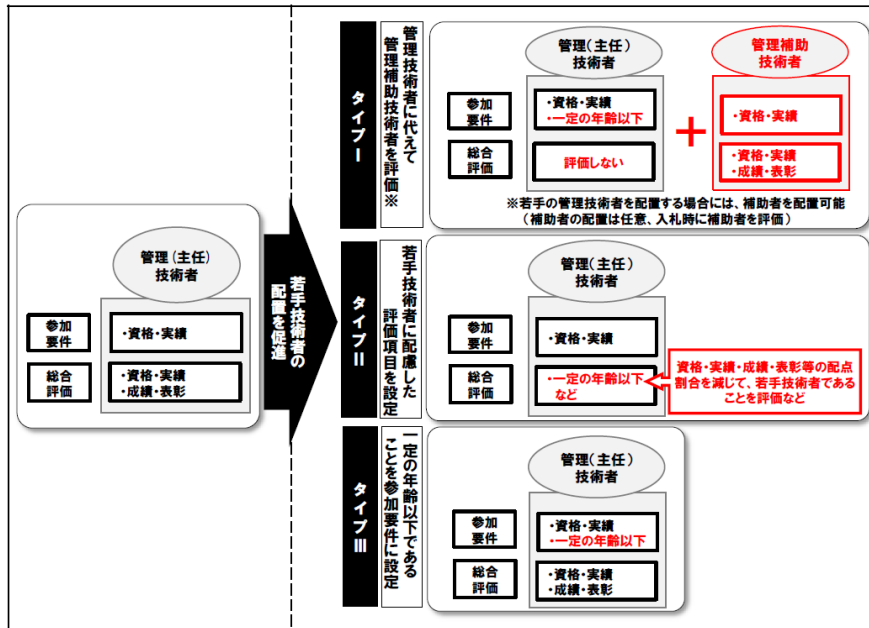 管理(主任)
技術者
参加
要件
・資格・実績
総合
評価
・資格・実績
・成績・表彰
若手技術者の
配置を促進
タイプⅠ
管理技術者に代えて
管理補助技術者を評価※
管理(主任)
技術者
参加
要件
・資格・実績
・一定の年齢以下
総合
評価
評価しない
+
管理補助
技術者
・資格・実績
・資格・実績
・成績・表彰
※若手の管理技術者を配置する場合には、補助者を配置可能
(補助者の配置は任意、入札時に補助者を評価)
タイプⅡ
若手技術者に配慮した
評価項目を設定
管理(主任)
技術者
参加
要件
・資格・実績
総合
評価
・一定の年齢以下
など
資格・実績・成績・表彰等の配点
割合を減じて、若手技術者である
ことを評価など
タイプⅢ
一定の年齢以下である
ことを参加要件に設定
管理(主任)
技術者
参加
要件
・資格・実績
・一定の年齢以下
総合
評価
・資格・実績
・成績・表彰